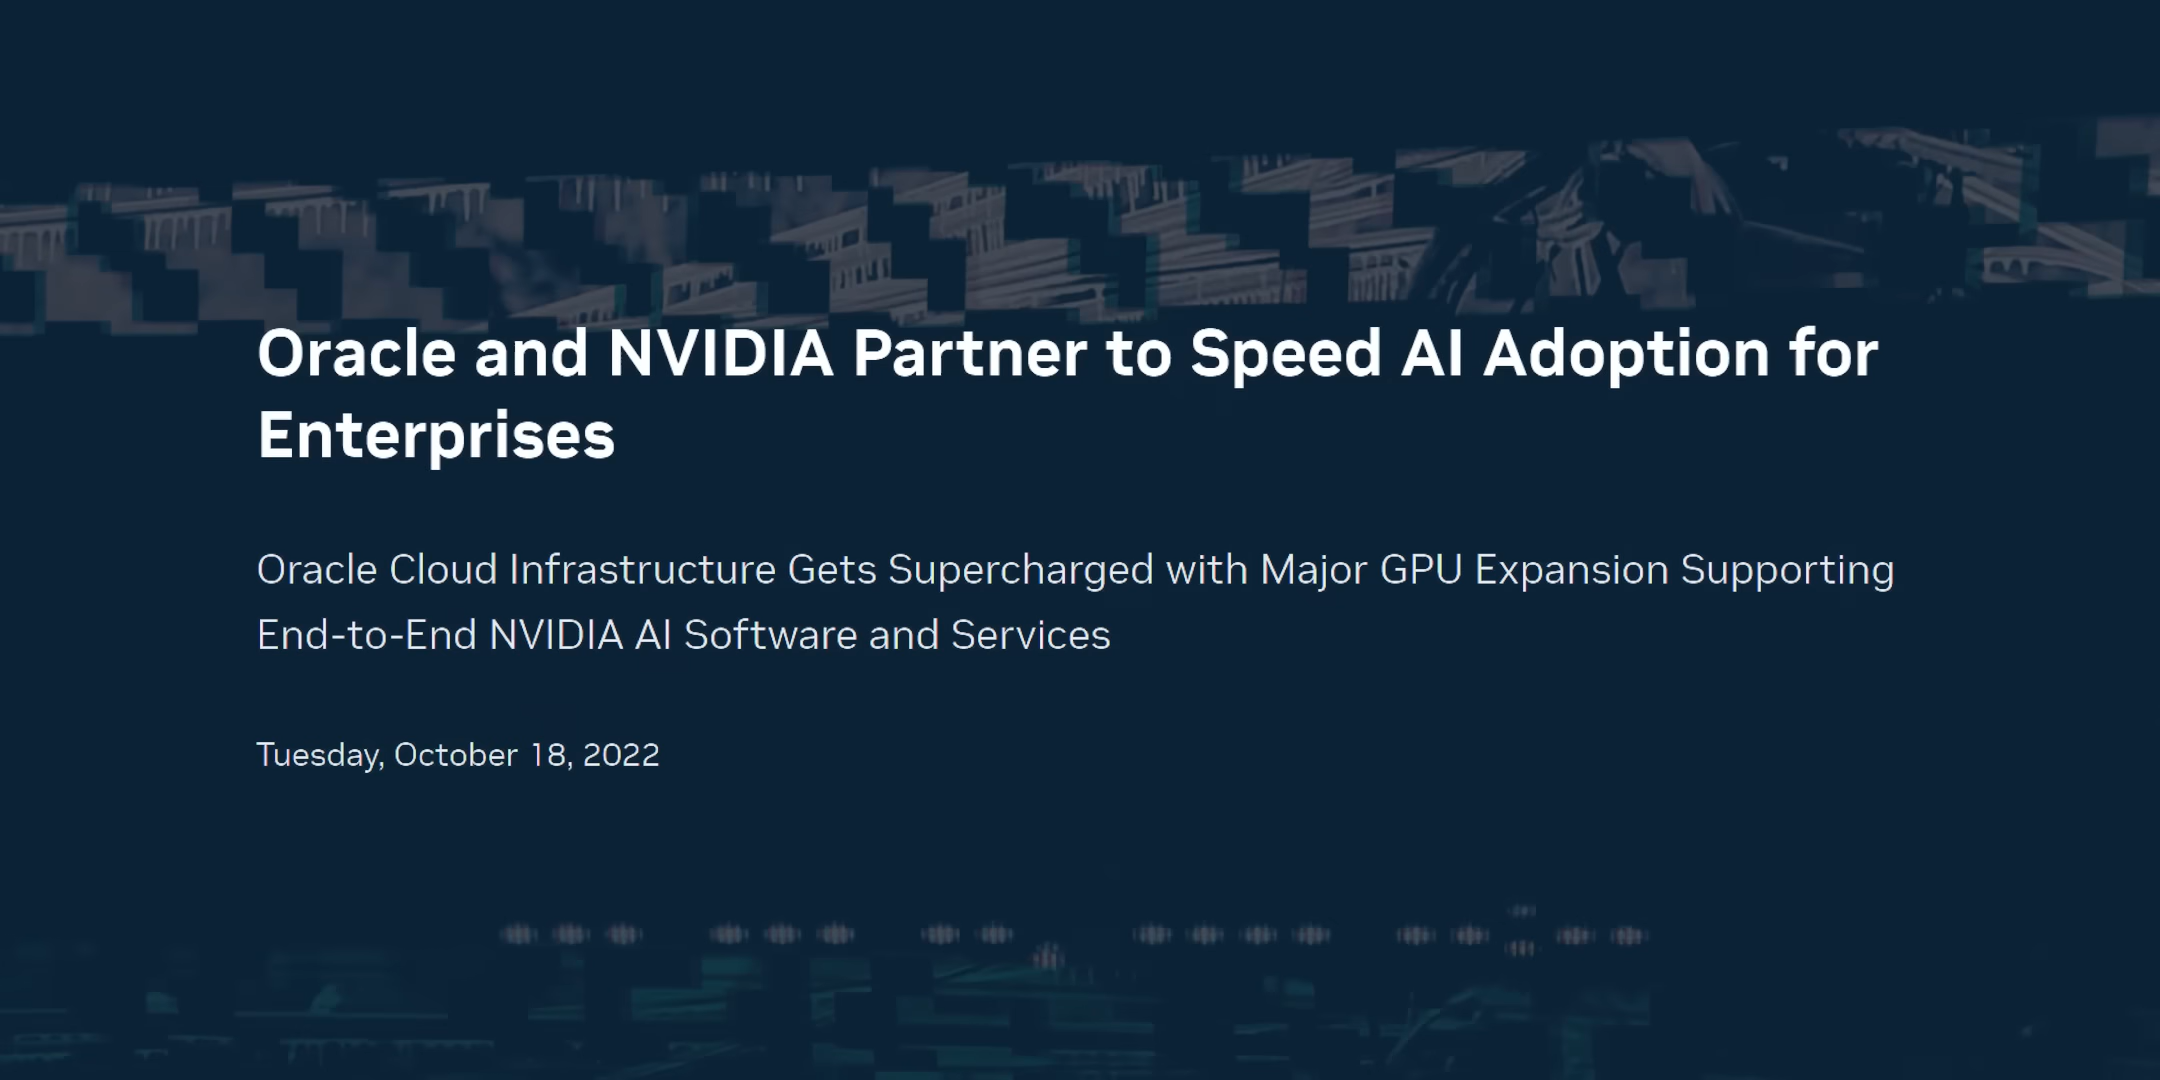 Oracle and NVIDIA Partner to Speed AI Adoption for
Enterprises
Oracle Cloud Infrastructure Gets Supercharged with Major GPU Expansion Supporting
End-to-End NVIDIA AI Software and Services
Tuesday, October 18, 2022